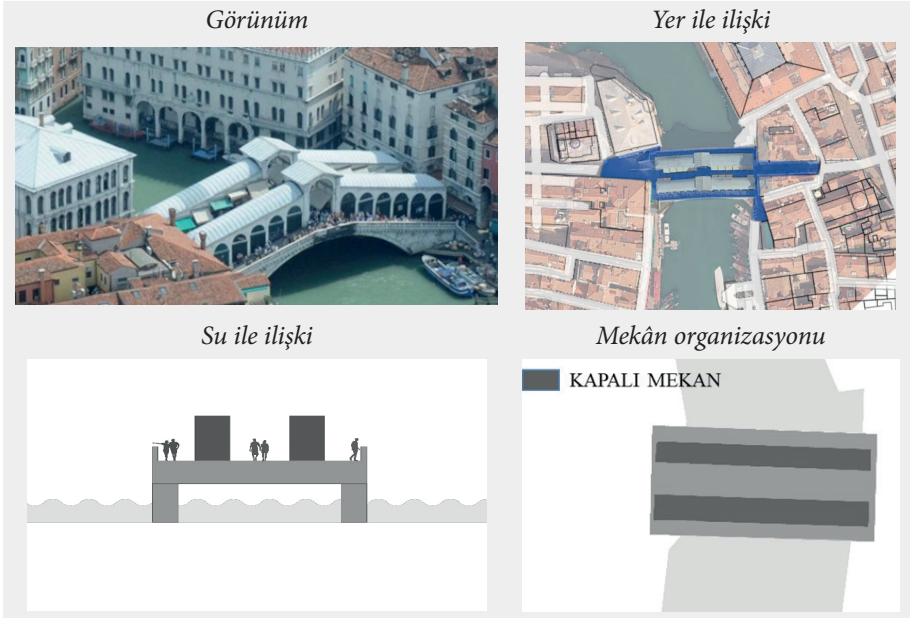 Görünüm
Yer ile ilişki
Su ile ilişki
Mekân organizasyonu
KAPALI MEKAN